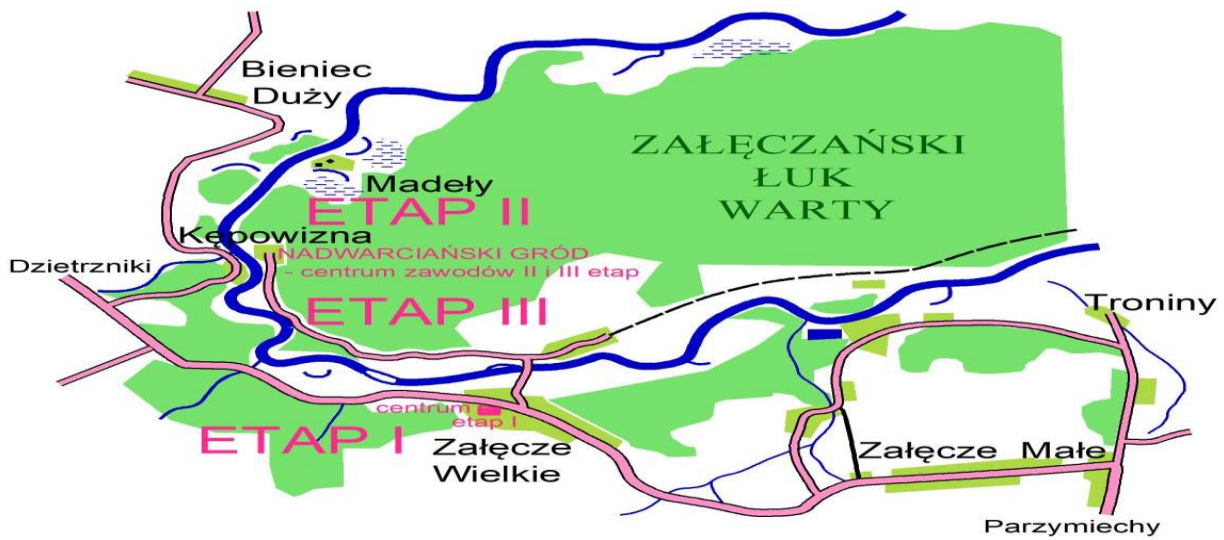 Bieniec
Duży
ZAŁĘCZAŃSKI
ŁUK
WARTY
Madeły
ETAP II
Kępowizna
NADWARCIAŃSKI GRÓD
- centrum zawodów II i III etap
Dzietrzniki
ETAP III
Troniny
centrum
etap I
ETAP I
Załęcze
Wielkie
Załęcze Małe
Parzymiechy